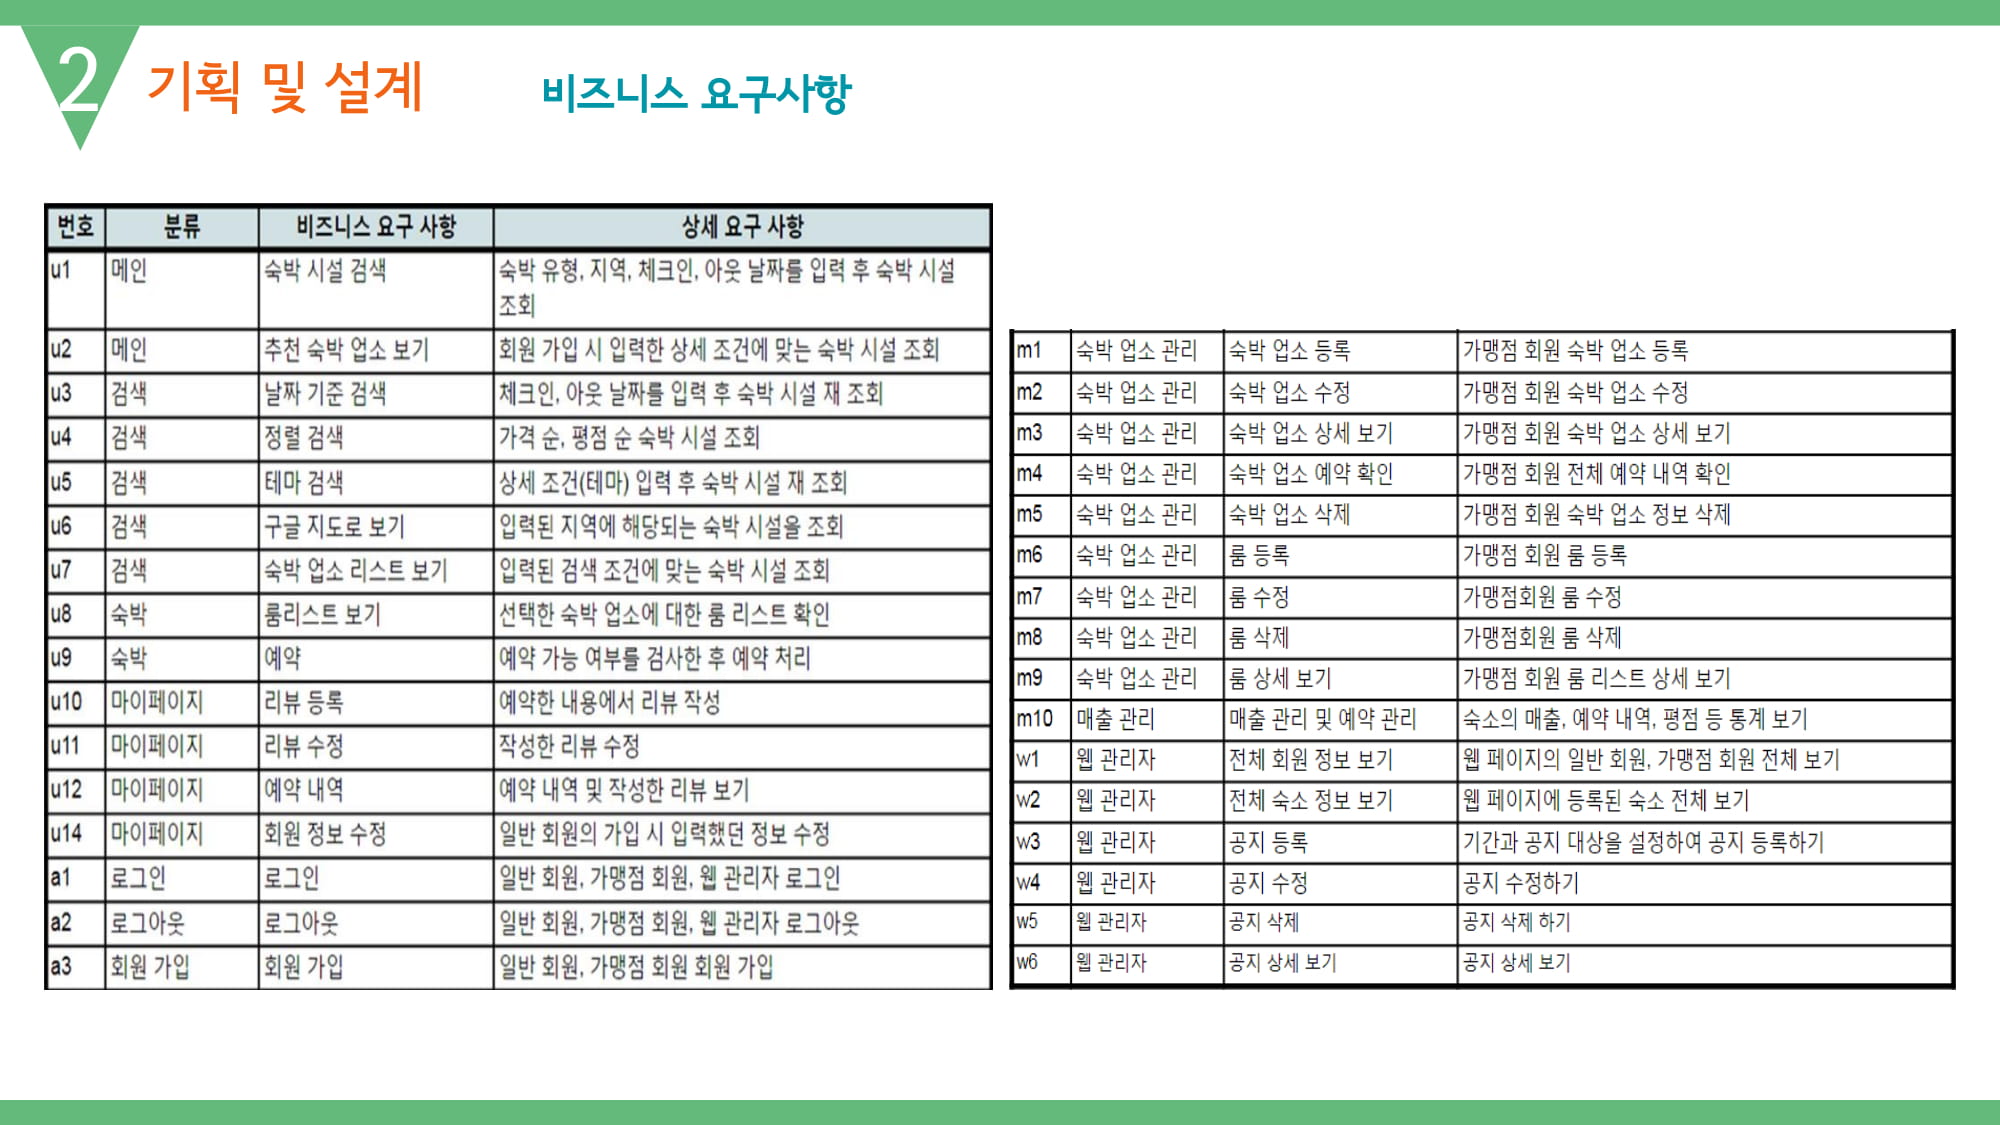 2
기획 및 설계
비즈니스 요구사항
번호 분류 비즈니스 요구 사항 상세 요구 사항
u1 메인 숙박 시설 검색 숙박 유형, 지역, 체크인, 아웃 날짜를 입력 후 숙박 시설
조회
u2 메인 추천 숙박 업소 보기 회원 가입 시 입력한 상세 조건에 맞는 숙박 시설 조회
u3 검색 날짜 기준 검색 체크인, 아웃 날짜를 입력 후 숙박 시설 재 조회
u4 검색 정렬 검색 가격 순, 평점 순 숙박 시설 조회
u5 검색 테마 검색 상세 조건(테마) 입력 후 숙박 시설 재 조회
u6 검색 구글 지도로 보기 입력된 지역에 해당되는 숙박 시설을 조회
u7 검색 숙박 업소 리스트 보기 입력된 검색 조건에 맞는 숙박 시설 조회
u8 숙박 룸리스트 보기 선택한 숙박 업소에 대한 룸 리스트 확인
u9 숙박 예약 예약 가능 여부를 검사한 후 예약 처리
u10 마이페이지 리뷰 등록 예약한 내용에서 리뷰 작성
u11 마이페이지 리뷰 수정 작성한 리뷰 수정
u12 마이페이지 예약 내역 예약 내역 및 작성한 리뷰 보기
u14 마이페이지 회원 정보 수정 일반 회원의 가입 시 입력했던 정보 수정
a1 로그인 로그인 일반 회원, 가맹점 회원, 웹 관리자 로그인
a2 로그아웃 로그아웃 일반 회원, 가맹점 회원, 웹 관리자 로그아웃
a3 회원 가입 회원 가입 일반 회원, 가맹점 회원 회원 가입
m1 숙박 업소 관리 숙박 업소 등록 가맹점 회원 숙박 업소 등록
m2 숙박 업소 관리 숙박 업소 수정 가맹점 회원 숙박 업소 수정
m3 숙박 업소 관리 숙박 업소 상세 보기 가맹점 회원 숙박 업소 상세 보기
m4 숙박 업소 관리 숙박 업소 예약 확인 가맹점 회원 전체 예약 내역 확인
m5 숙박 업소 관리 숙박 업소 삭제 가맹점 회원 숙박 업소 정보 삭제
m6 숙박 업소 관리 룸 등록 가맹점 회원 룸 등록
m7 숙박 업소 관리 룸 수정 가맹점회원 룸 수정
m8 숙박 업소 관리 룸 삭제 가맹점회원 룸 삭제
m9 숙박 업소 관리 룸 상세 보기 가맹점 회원 룸 리스트 상세 보기
m10 매출 관리 매출 관리 및 예약 관리 숙소의 매출, 예약 내역, 평점 등 통계 보기
w1 웹 관리자 전체 회원 정보 보기 웹 페이지의 일반 회원, 가맹점 회원 전체 보기
w2 웹 관리자 전체 숙소 정보 보기 웹 페이지에 등록된 숙소 전체 보기
w3 웹 관리자 공지 등록 기간과 공지 대상을 설정하여 공지 등록하기
w4 웹 관리자 공지 수정 공지 수정하기
w5 웹 관리자 공지 삭제 공지 삭제 하기
w6 웹 관리자 공지 상세 보기 공지 상세 보기